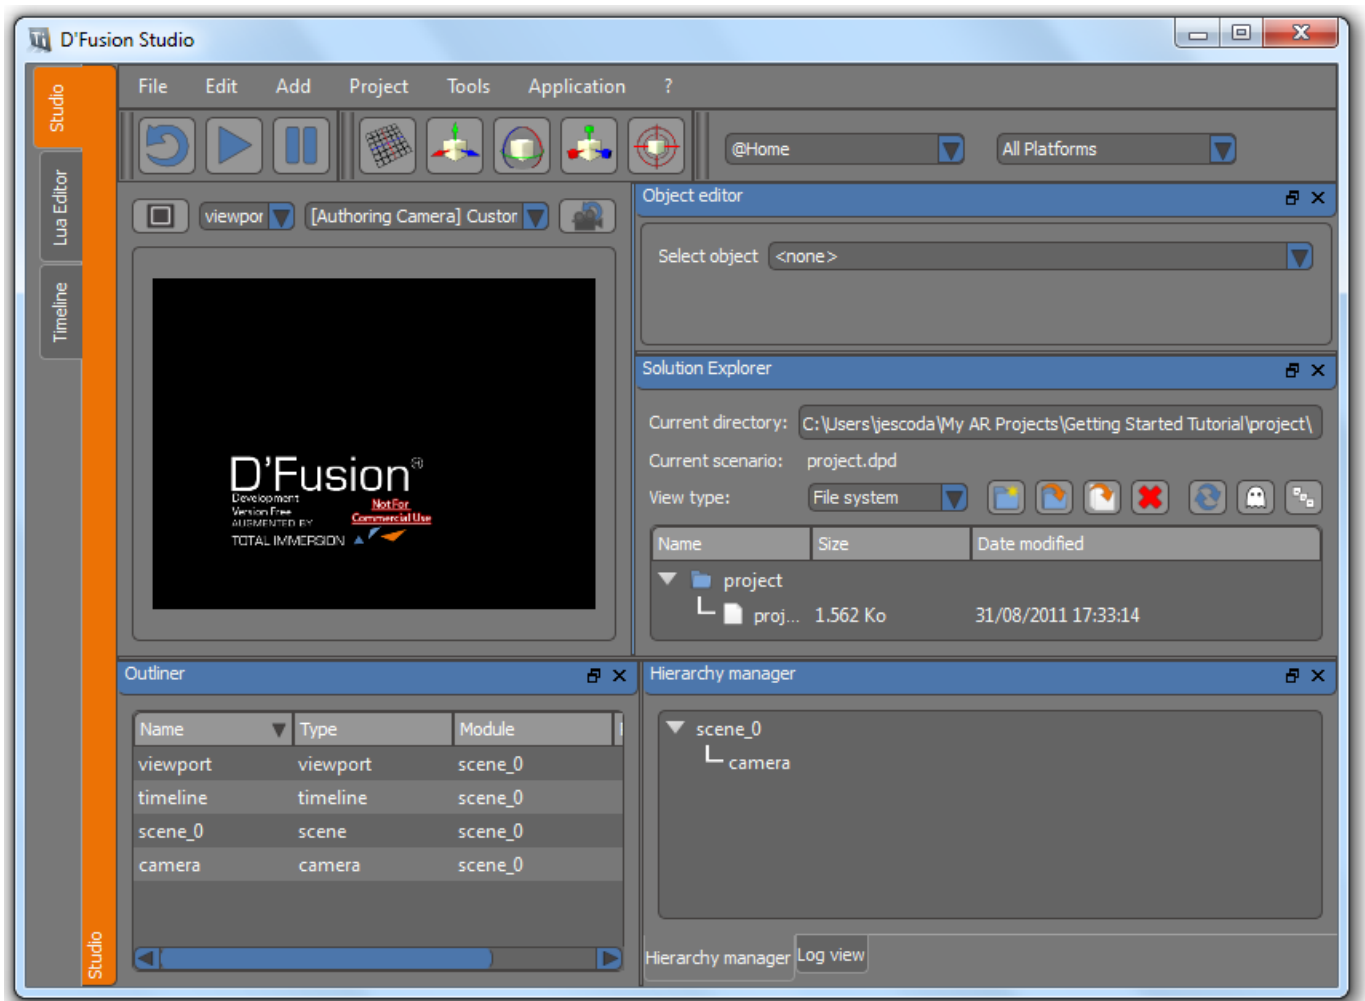 D'Fusion Studio
Studio
Lua Editor
Timeline
Studio
File Edit Add Project Tools Application ?
@Home All Platforms
viewpor [Authoring Camera] Custor
D'Fusion®
Development
Version Free
AUGMENTED BY
TOTAL IMMERSION
Not For
Commercial Use
Object editor
Select object <none>
Solution Explorer
Current directory: C:\Users\jescoda\My AR Projects\Getting Started Tutorial\project\
Current scenario: project.dpd
View type: File system
Name Size Date modified
project
proj... 1.562 Ko 31/08/2011 17:33:14
Outliner
Name Type Module
viewport viewport scene_0
timeline timeline scene_0
scene_0 scene scene_0
camera camera scene_0
Hierarchy manager
scene_0
camera
Hierarchy manager Log view